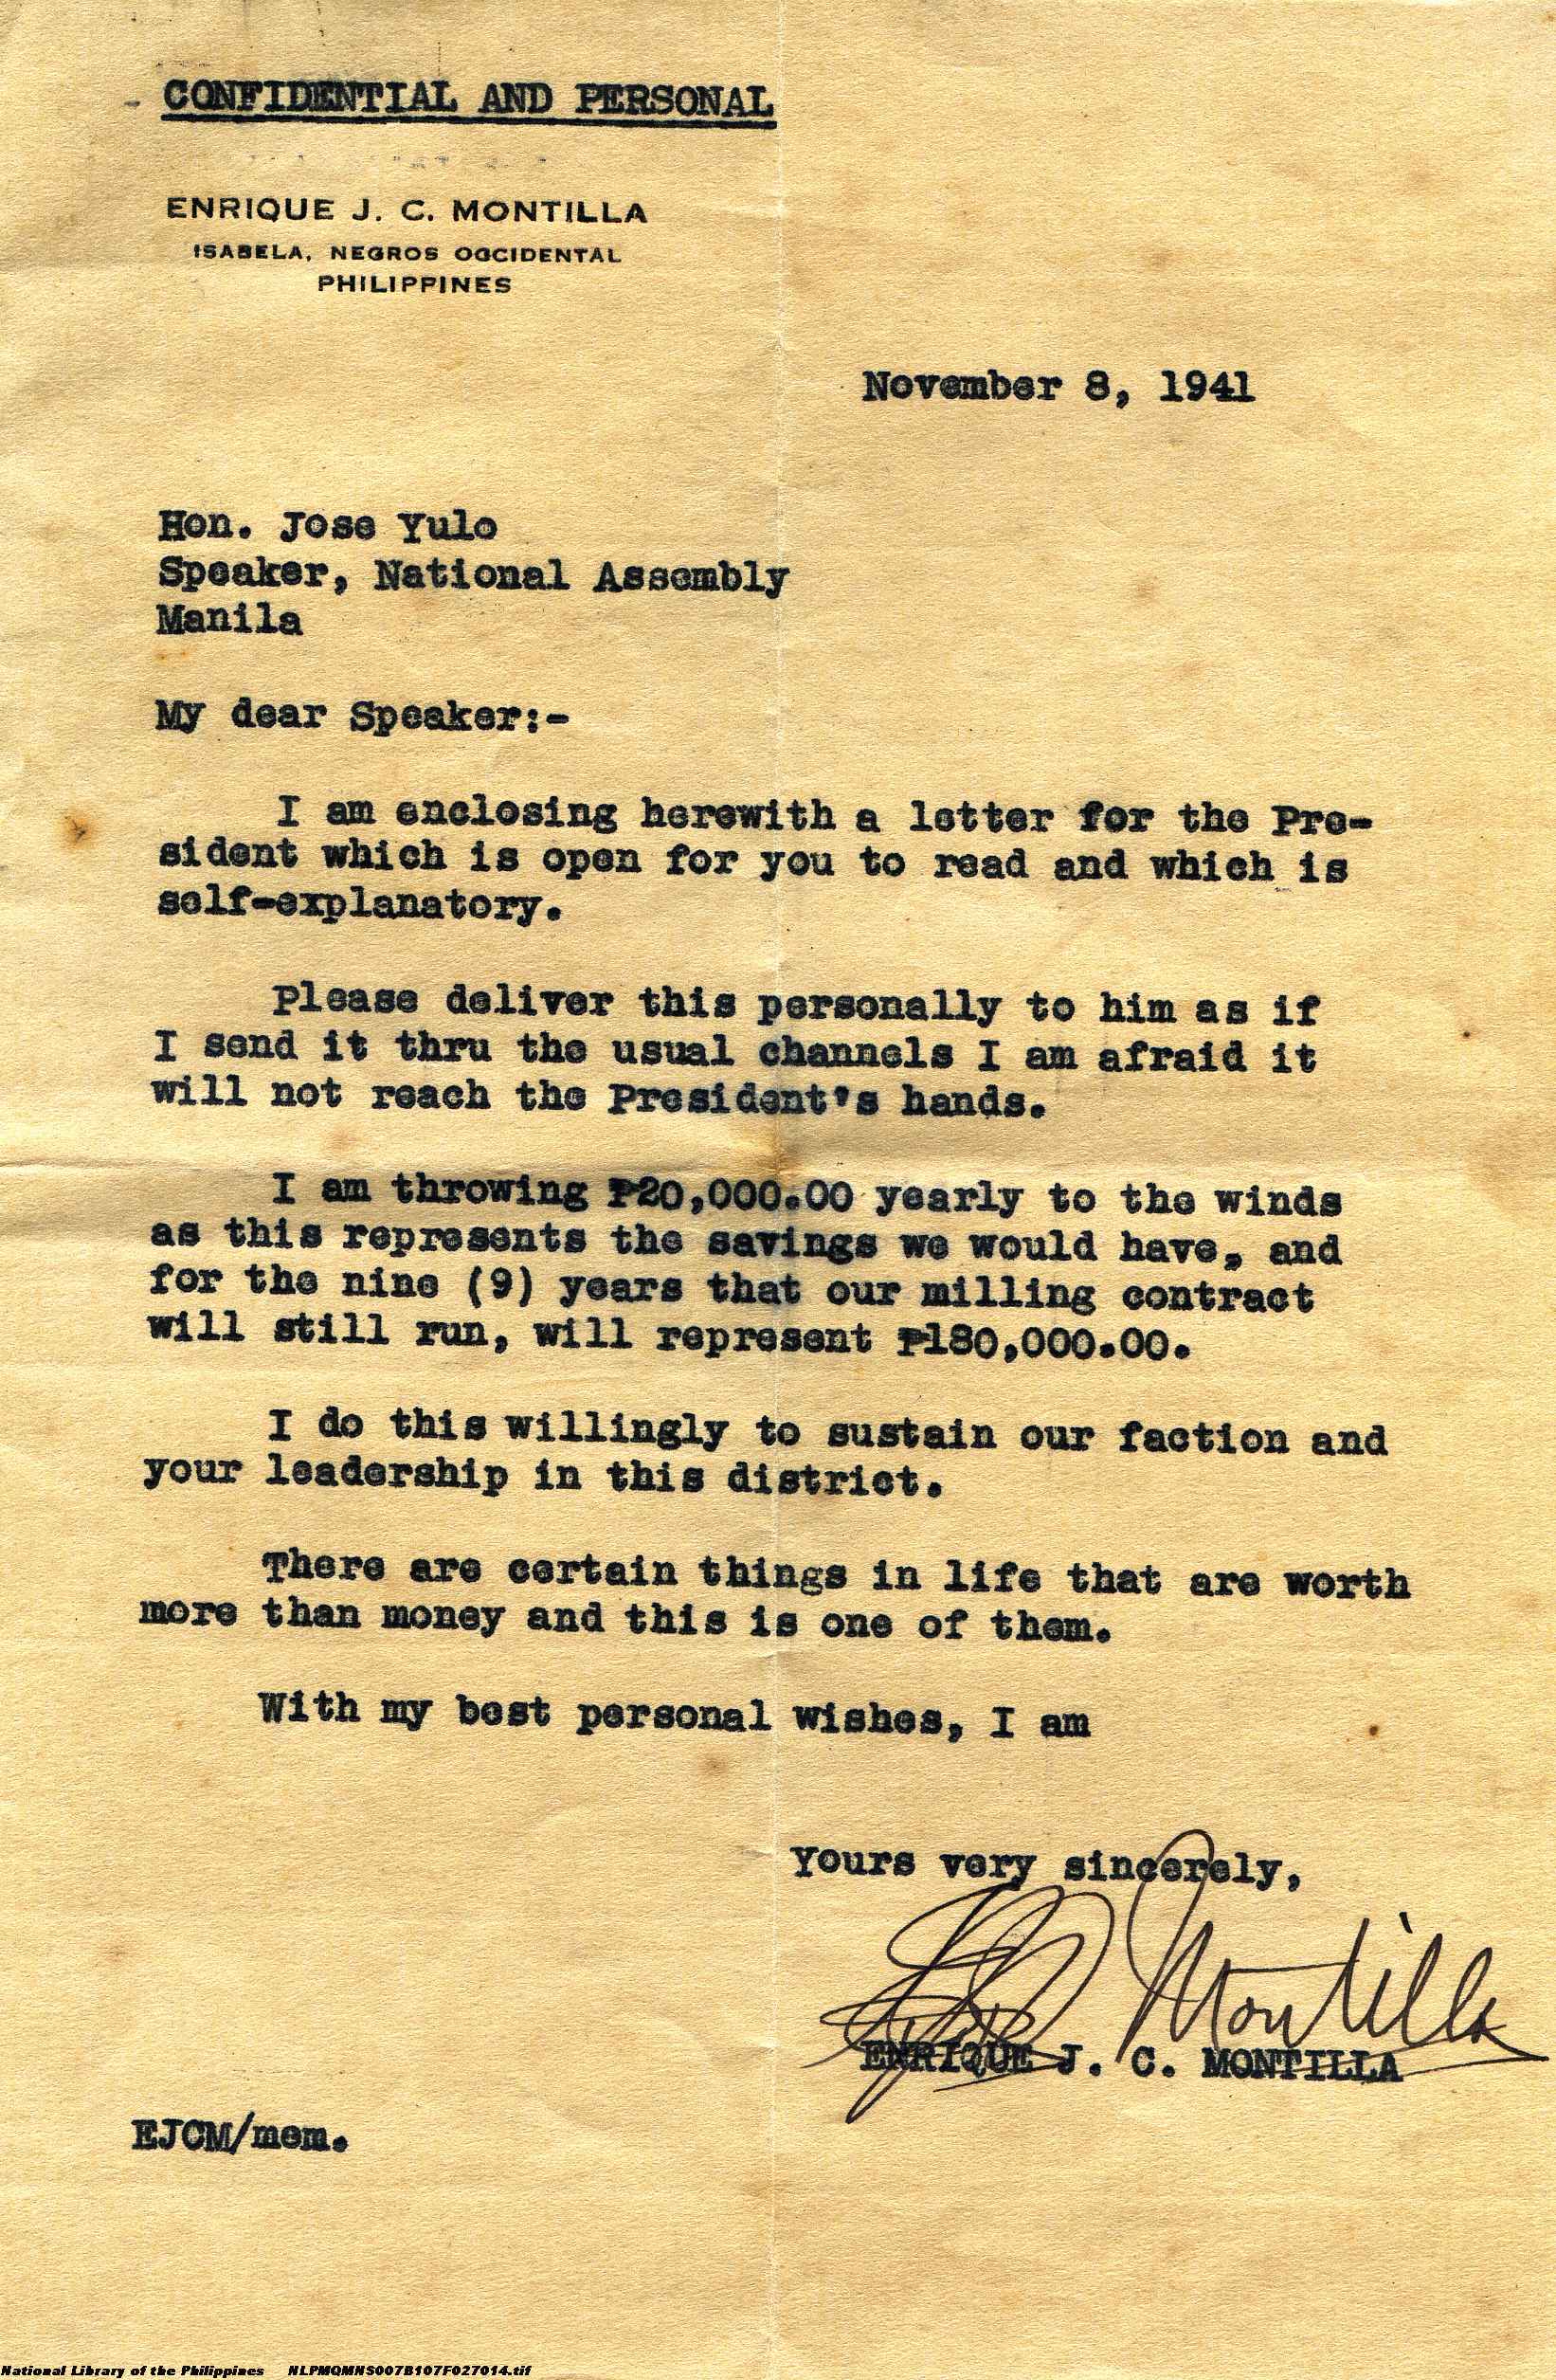 CONFIDENTIAL AND PERSONAL
ENRIQUE J. C. MONTILLA
ISABELA, NEGROS OCCIDENTAL
PHILIPPINES
November 8, 1941
Hon. Jose Yulo
Speaker, National Assembly
Manila
My dear Speaker:-
I am enclosing herewith a letter for the Pre-
sident which is open for you to read and which is
self-explanatory.
Please deliver this personally to him as if
I send it thru the usual channels I am afraid it
will not reach the President's hands.
I am throwing ₱20,000.00 yearly to the winds
as this represents the savings we would have, and
for the nine (9) years that our milling contract
will still run, will represent ₱180,000.00.
I do this willingly to sustain our faction and
your leadership in this district.
There are certain things in life that are worth
more than money and this is one of them.
With my best personal wishes, I am
Yours very sincerely,
Montilla
ENRIQUE J. C. MONTILLA
EJCM/mem.
National Library of the Philippines NLPMQMNS007B107F027014.tif